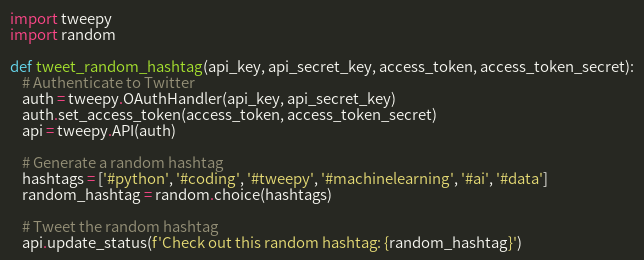 import tweepy
import random
def tweet_random_hashtag(api_key, api_secret_key, access_token, access_token_secret):
# Authenticate to Twitter
auth = tweepy.OAuthHandler(api_key, api_secret_key)
auth.set_access_token(access_token, access_token_secret)
api = tweepy.API(auth)
# Generate a random hashtag
hashtags = ['#python', '#coding', '#tweepy', '#machinelearning', '#ai', '#data']
random_hashtag = random.choice(hashtags)
# Tweet the random hashtag
api.update_status(f'Check out this random hashtag: {random_hashtag}')